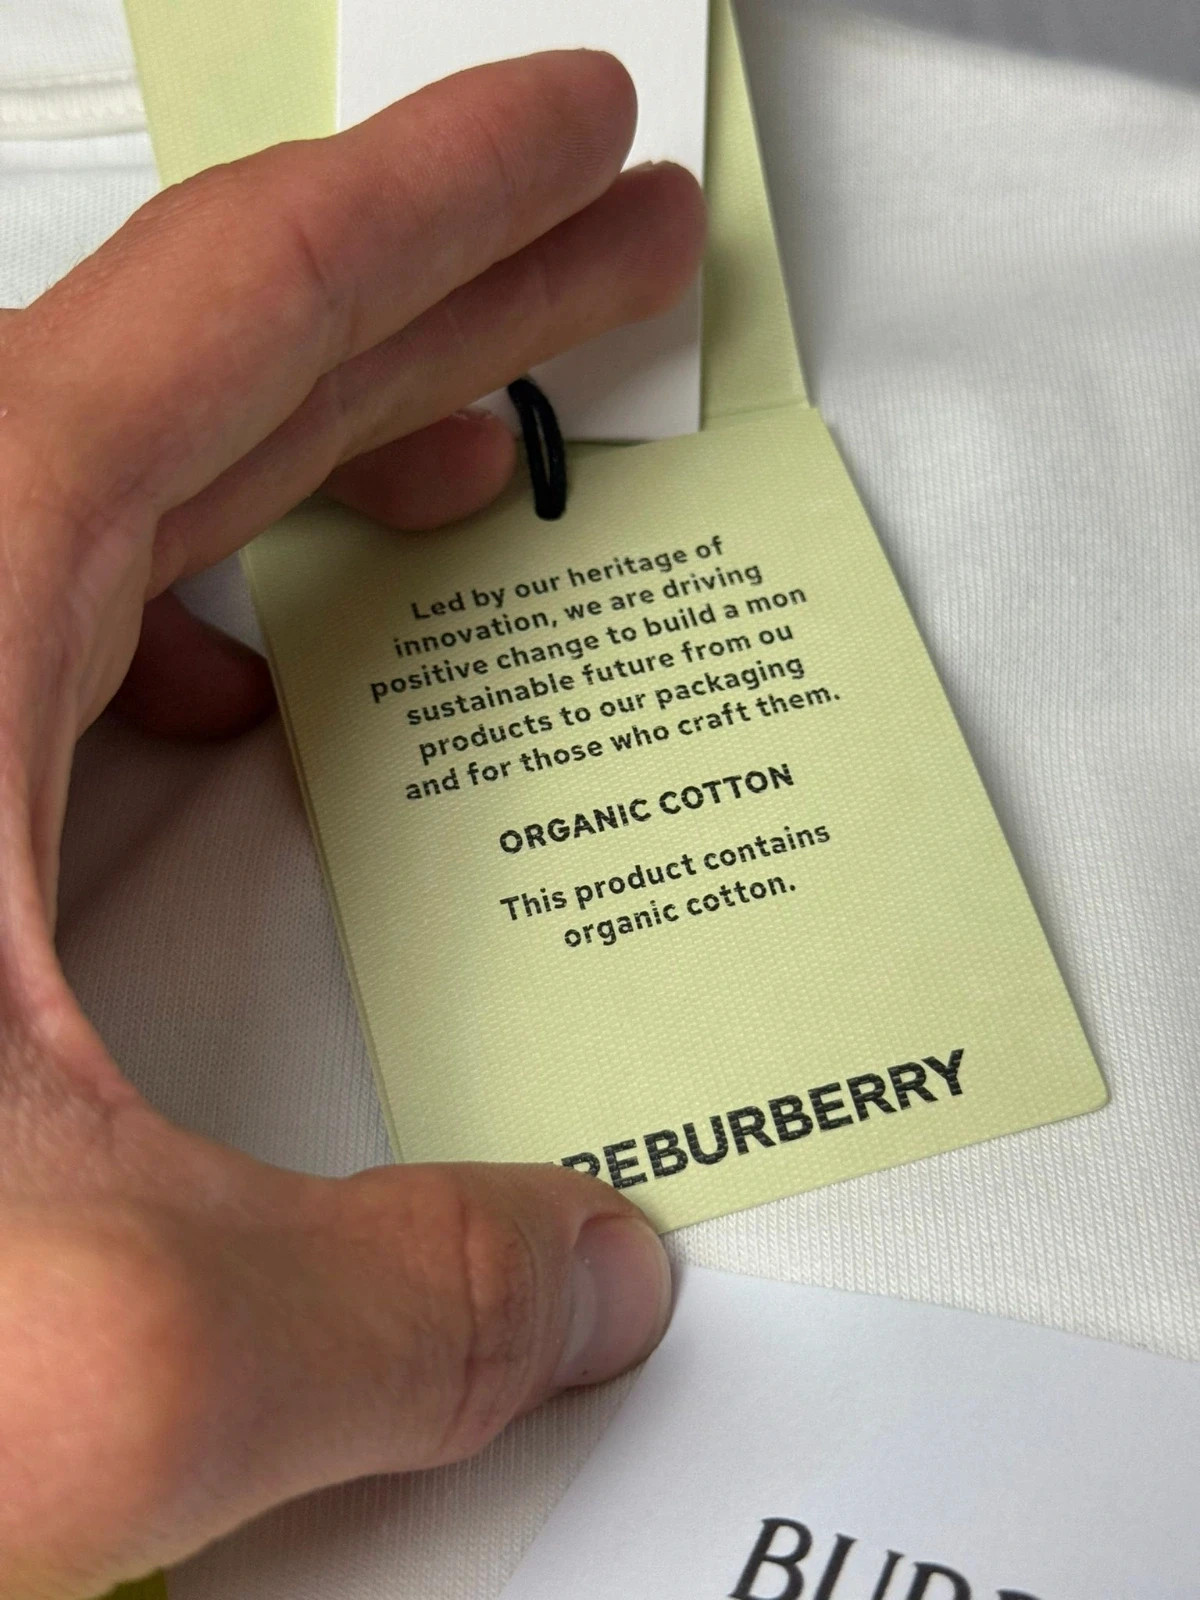 Led by our heritage of
innovation, we are driving
positive change to build a mon
sustainable future from ou
products to our packaging
and for those who craft them.
ORGANIC COTTON
This product contains
organic cotton.
REBURBERRY